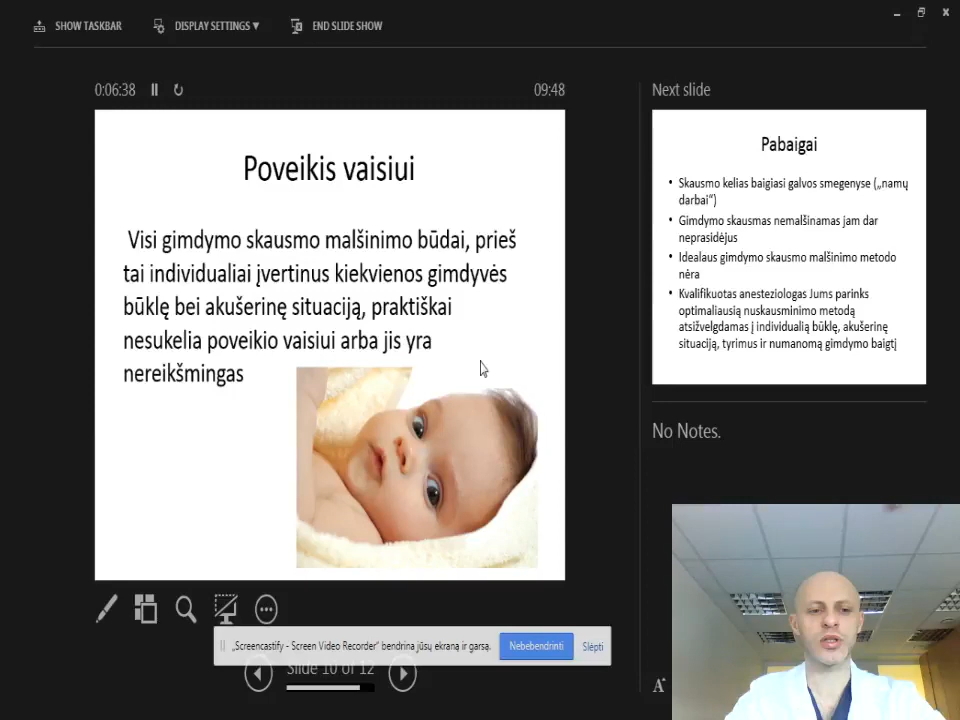 SHOW TASKBAR
DISPLAY SETTINGS ▼
END SLIDE SHOW
0:06:38
09:48
Next slide
Poveikis vaisiui
Visi gimdymo skausmo malšinimo būdai, prieš
tai individualiai įvertinus kiekvienos gimdyvės
būklę bei akušerinę situaciją, praktiškai
nesukelia poveikio vaisiui arba jis yra
nereikšmingas
Pabaigai
• Skausmo kelias baigiasi galvos smegenyse („namų
darbai“)
• Gimdymo skausmas nemalšinamas jam dar
neprasidėjus
• Idealaus gimdymo skausmo malšinimo metodo
nėra
• Kvalifikuotas anesteziologas Jums parinks
optimaliausią nuskausminimo metodą
atsižvelgdamas į individualią būklę, akušerinę
situaciją, tyrimus ir numanomą gimdymo baigtį
No Notes.
„Screencastify - Screen Video Recorder“ bendrina jūsų ekraną ir garsą.
Nebebendrinti
Slėpti
Slide 10 of 12
A